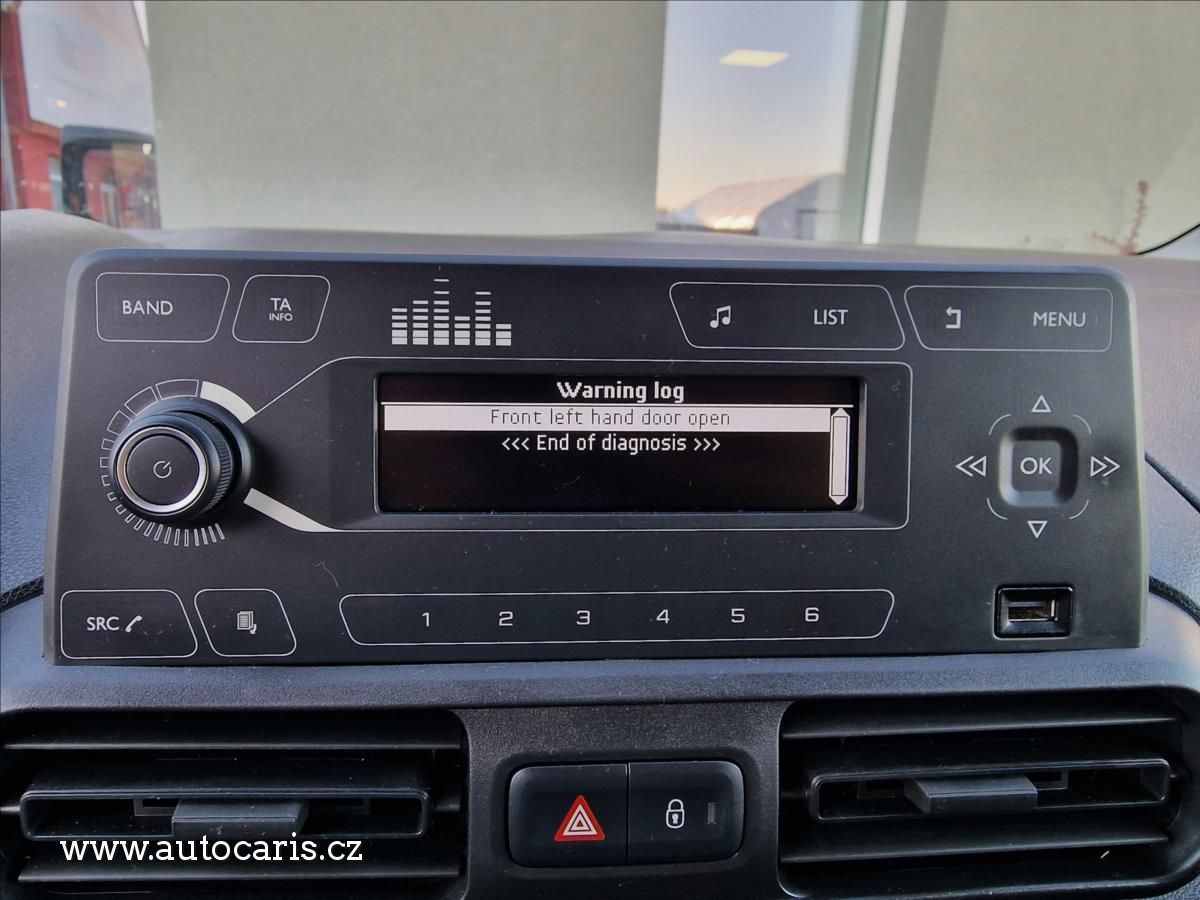 BAND
TA
INFO
LIST
MENU
Warning log
Front left hand door open
<<< End of diagnosis >>>
OK
SRC
1 2 3 4 5 6
www.autocaris.cz